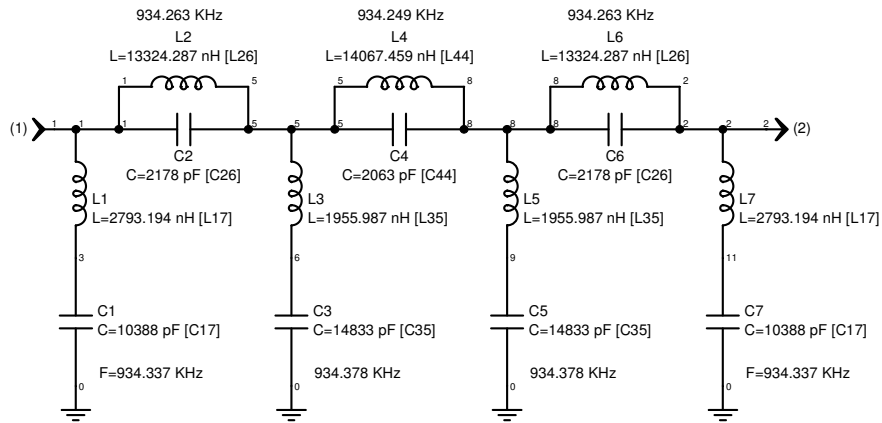 934.263 KHz 934.249 KHz 934.263 KHz
L2 L4 L6
L=13324.287 nH [L26] L=14067.459 nH [L44] L=13324.287 nH [L26]
1 5 5 8 8 2
(1) 1 1 1 5 5 5 8 8 8 2 2 2 (2)
C2 C4 C6
C=2178 pF [C26] C=2063 pF [C44] C=2178 pF [C26]
L1 L3 L5 L7
L=2793.194 nH [L17] L=1955.987 nH [L35] L=1955.987 nH [L35] L=2793.194 nH [L17]
3 6 9 11
C1 C3 C5 C7
C=10388 pF [C17] C=14833 pF [C35] C=14833 pF [C35] C=10388 pF [C17]
F=934.337 KHz 934.378 KHz 934.378 KHz F=934.337 KHz
0 0 0 0